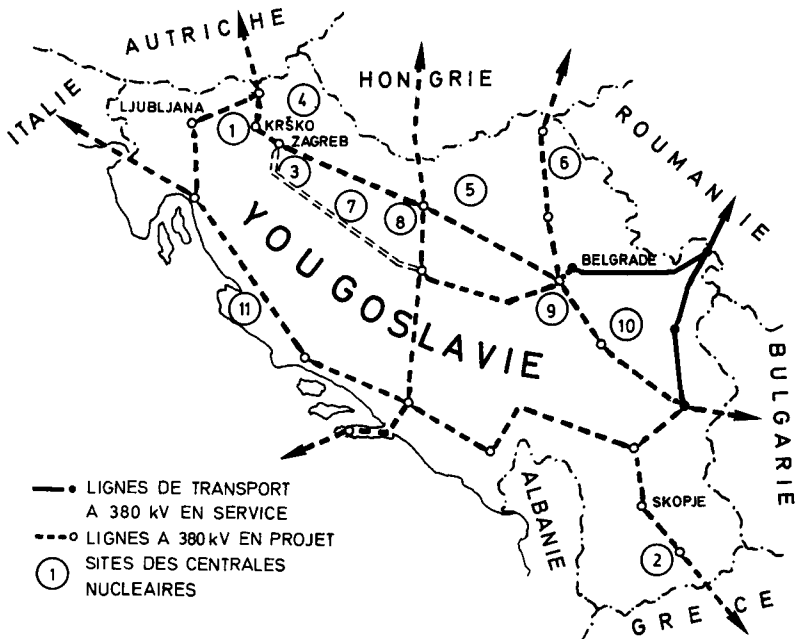 AUTRICHE
HONGRIE
ITALIE
ROUMANIE
LJUBLJANA
4
1
KRŠKO
ZAGREB
3
5
6
7
8
YOUGOSLAVIE
BELGRADE
9
10
11
BULGARIE
ALBANIE
SKOPJE
2
GRECE
LIGNES DE TRANSPORT
A 380 kV EN SERVICE
LIGNES A 380 kV EN PROJET
1 SITES DES CENTRALES
NUCLEAIRES